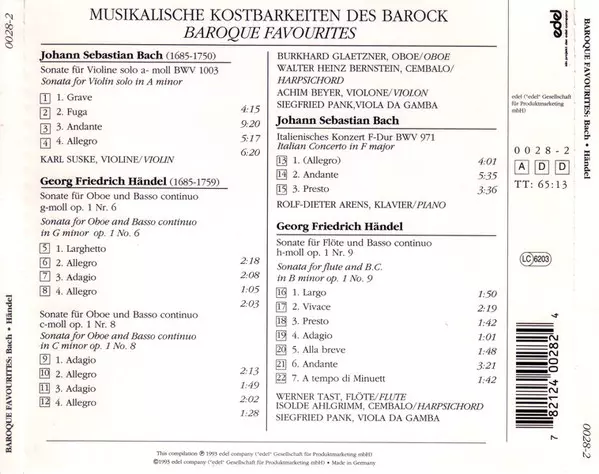 0028-2
BAROQUE FAVOURITES: Bach • Händel
MUSIKALISCHE KOSTBARKEITEN DES BAROCK
BAROQUE FAVOURITES
Johann Sebastian Bach (1685-1750)
Sonate für Violine solo a- moll BWV 1003
Sonata for Violin solo in A minor
1 1. Grave
2 2. Fuga 4:15
3 3. Andante 9:20
4 4. Allegro 5:17
6:20
KARL SUSKE, VIOLINE/VIOLIN
Georg Friedrich Händel (1685-1759)
Sonate für Oboe und Basso continuo
g-moll op. 1 Nr. 6
Sonata for Oboe and Basso continuo
in G minor op. 1 No. 6
5 1. Larghetto
6 2. Allegro 2:18
7 3. Adagio 2:08
8 4. Allegro 1:05
2:03
Sonate für Oboe und Basso continuo
c-moll op. 1 Nr. 8
Sonata for Oboe and Basso continuo
in C minor op. 1 No. 8
9 1. Adagio
10 2. Allegro 2:13
11 3. Adagio 1:49
12 4. Allegro 2:02
1:28
BURKHARD GLAETZNER, OBOE/OBOE
WALTER HEINZ BERNSTEIN, CEMBALO/
HARPSICHORD
ACHIM BEYER, VIOLONE/VIOLON
SIEGFRIED PANK,VIOLA DA GAMBA
Johann Sebastian Bach
Italienisches Konzert F-Dur BWV 971
Italian Concerto in F major
13 1. (Allegro) 4:01
14 2. Andante 5:35
15 3. Presto 3:36
ROLF-DIETER ARENS, KLAVIER/PIANO
Georg Friedrich Händel
Sonate für Flöte und Basso continuo
h-moll op. 1 Nr. 9
Sonata for flute and B.C.
in B minor op. 1 No. 9
16 1. Largo 1:50
17 2. Vivace 2:19
18 3. Presto 1:42
19 4. Adagio 1:01
20 5. Alla breve 1:48
21 6. Andante 3:21
22 7. A tempo di Minuett 1:42
WERNER TAST, FLÖTE/FLUTE
ISOLDE AHLGRIMM, CEMBALO/HARPSICHORD
SIEGFRIED PANK, VIOLA DA GAMBA
This compilation ℗ 1993 edel company ("edel" Gesellschaft für Produktmarketing mbH)
©1993 edel company ("edel" Gesellschaft für Produktmarketing mbH) • Made in Germany
edel
edel ("edel" Gesellschaft
für Produktmarketing
mbH)
0028-2
A D D
TT: 65:13
LC 6203
7 82124 00282 4
BAROQUE FAVOURITES: Bach • Händel
0028-2